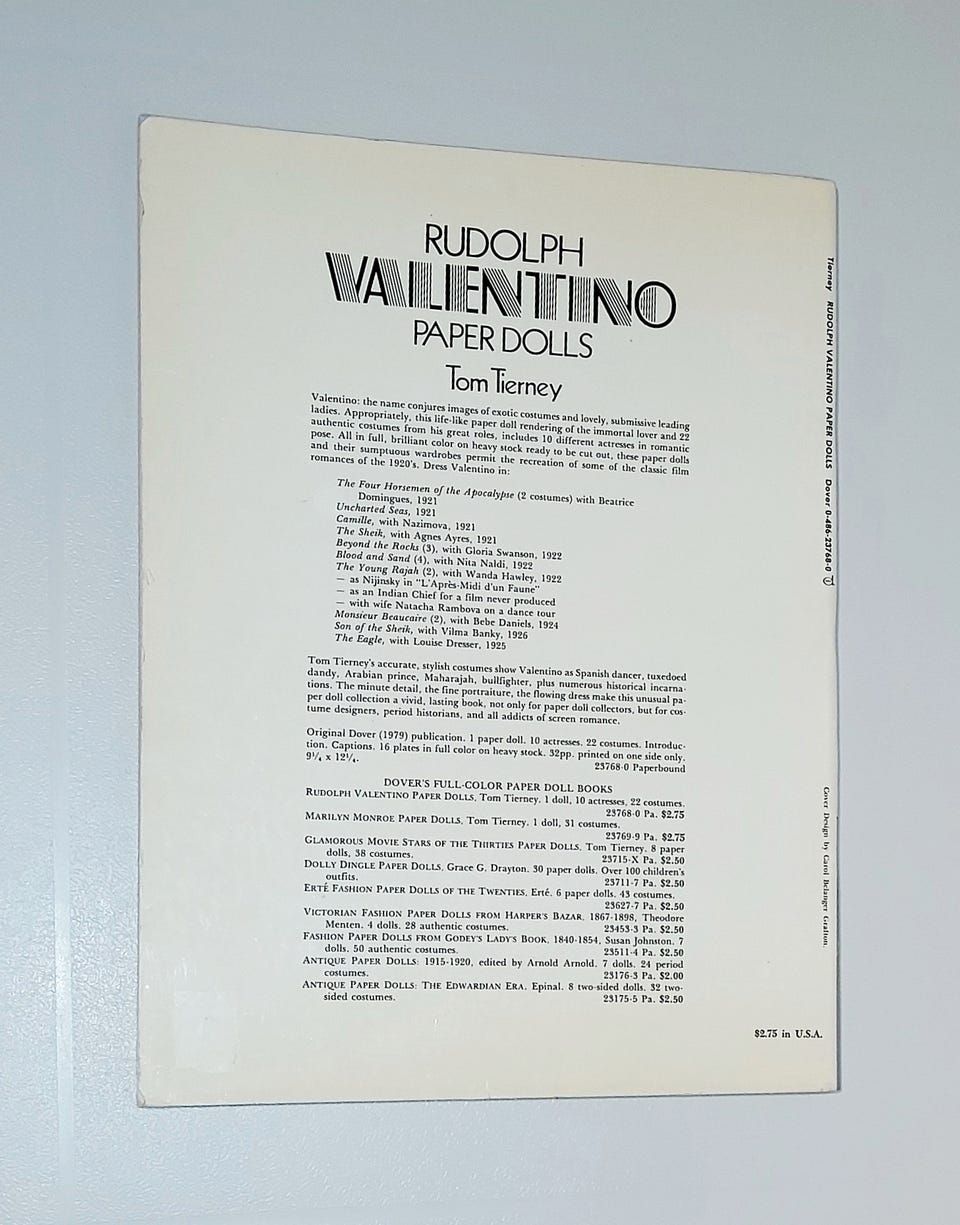 RUDOLPH
VALENTINO
PAPER DOLLS
Tom Tierney
Valentino: the name conjures images of exotic costumes and lovely, submissive leading
ladies. Appropriately, this life-like paper doll rendering of the immortal lover and 22
authentic costumes from his great roles, includes 10 different actresses in romantic
pose. All in full, brilliant color on heavy stock ready to be cut out, these paper dolls
and their sumptuous wardrobes permit the recreation of some of the classic film
romances of the 1920's. Dress Valentino in:
The Four Horsemen of the Apocalypse (2 costumes) with Beatrice
Domingues, 1921
Uncharted Seas, 1921
Camille, with Nazimova, 1921
The Sheik, with Agnes Ayres, 1921
Beyond the Rocks (3), with Gloria Swanson, 1922
Blood and Sand (4), with Nita Naldi, 1922
The Young Rajah (2), with Wanda Hawley, 1922
— as Nijinsky in "L'Après-Midi d'un Faune"
— as an Indian Chief for a film never produced
— with wife Natacha Rambova on a dance tour
Monsieur Beaucaire (2), with Bebe Daniels, 1924
Son of the Sheik, with Vilma Banky, 1926
The Eagle, with Louise Dresser, 1925
Tom Tierney's accurate, stylish costumes show Valentino as Spanish dancer, tuxedoed
dandy, Arabian prince, Maharajah, bullfighter, plus numerous historical incarna-
tions. The minute detail, the fine portraiture, the flowing dress make this unusual pa-
per doll collection a vivid, lasting book, not only for paper doll collectors, but for cos-
tume designers, period historians, and all addicts of screen romance.
Original Dover (1979) publication. 1 paper doll. 10 actresses. 22 costumes. Introduc-
tion. Captions. 16 plates in full color on heavy stock. 32pp. printed on one side only.
9¼ x 12¼. 23768-0 Paperbound
DOVER'S FULL-COLOR PAPER DOLL BOOKS
RUDOLPH VALENTINO PAPER DOLLS, Tom Tierney. 1 doll, 10 actresses, 22 costumes.
23768-0 Pa. $2.75
MARILYN MONROE PAPER DOLLS, Tom Tierney. 1 doll, 31 costumes.
23769-9 Pa. $2.75
GLAMOROUS MOVIE STARS OF THE THIRTIES PAPER DOLLS, Tom Tierney. 8 paper
dolls, 38 costumes. 23715-X Pa. $2.50
DOLLY DINGLE PAPER DOLLS, Grace G. Drayton. 30 paper dolls. Over 100 children's
outfits. 23711-7 Pa. $2.50
ERTÉ FASHION PAPER DOLLS OF THE TWENTIES, Erté. 6 paper dolls, 43 costumes.
23627-7 Pa. $2.50
VICTORIAN FASHION PAPER DOLLS FROM HARPER'S BAZAR, 1867-1898, Theodore
Menten. 4 dolls. 28 authentic costumes. 23453-3 Pa. $2.50
FASHION PAPER DOLLS FROM GODEY'S LADY'S BOOK, 1840-1854, Susan Johnston. 7
dolls. 50 authentic costumes. 23511-4 Pa. $2.50
ANTIQUE PAPER DOLLS: 1915-1920, edited by Arnold Arnold. 7 dolls. 24 period
costumes. 23176-3 Pa. $2.00
ANTIQUE PAPER DOLLS: THE EDWARDIAN ERA, Epinal. 8 two-sided dolls. 32 two-
sided costumes. 23175-5 Pa. $2.50
$2.75 in U.S.A.
Tierney RUDOLPH VALENTINO PAPER DOLLS Dover 0-486-23768-0
Cover Design by Carol Belanger Grafton.